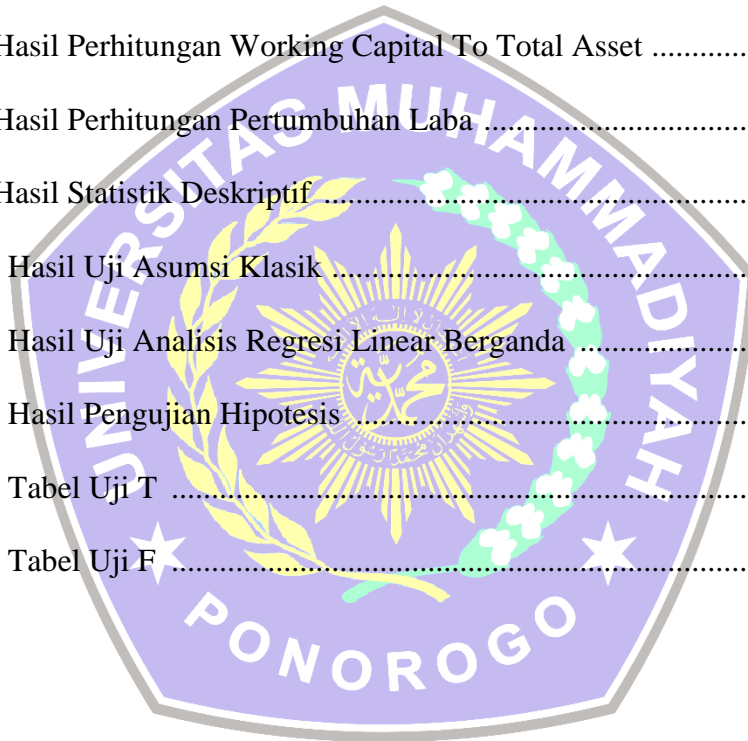 Hasil Perhitungan Working Capital To Total Asset ............
Hasil Perhitungan Pertumbuhan Laba .................................
Hasil Statistik Deskriptif .....................................................
Hasil Uji Asumsi Klasik ....................................................
Hasil Uji Analisis Regresi Linear Berganda .....................
Hasil Pengujian Hipotesis .................................................
Tabel Uji T ........................................................................
Tabel Uji F ........................................................................
UNIVERSITAS MUHAMMADIYAH
PONOROGO